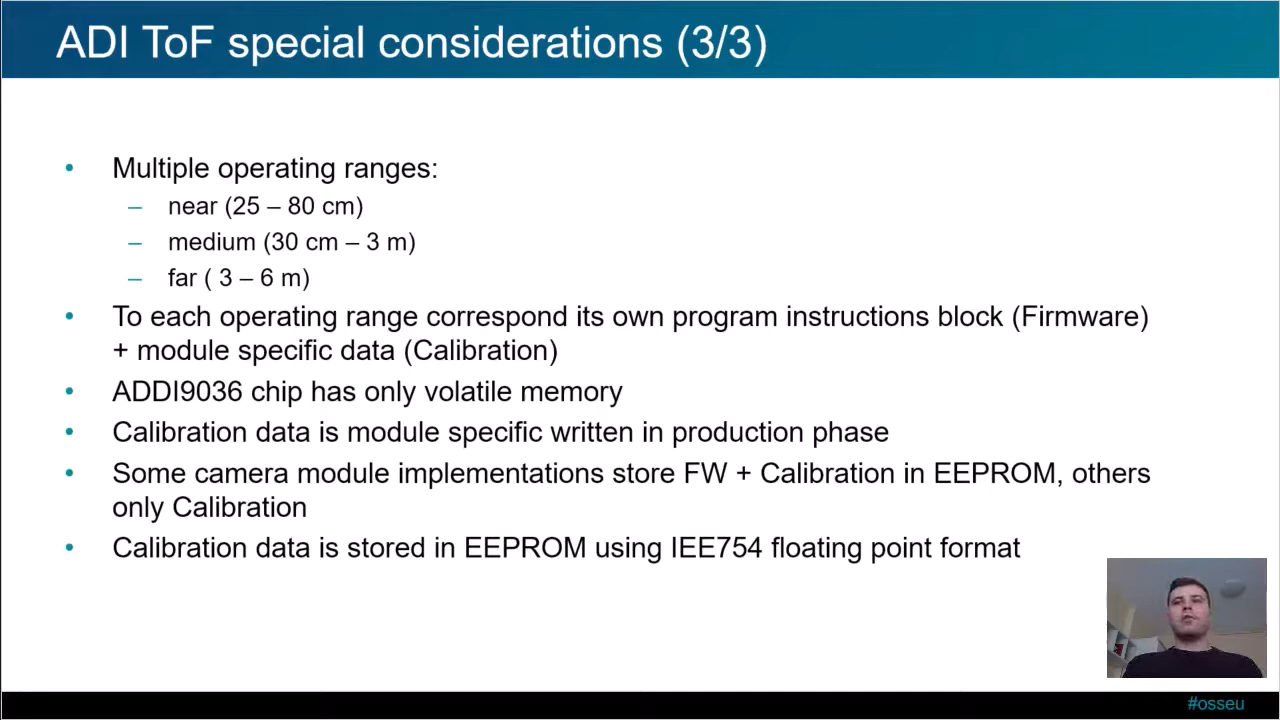 ADI ToF special considerations (3/3)
• Multiple operating ranges:
– near (25 – 80 cm)
– medium (30 cm – 3 m)
– far ( 3 – 6 m)
• To each operating range correspond its own program instructions block (Firmware)
+ module specific data (Calibration)
• ADDI9036 chip has only volatile memory
• Calibration data is module specific written in production phase
• Some camera module implementations store FW + Calibration in EEPROM, others
only Calibration
• Calibration data is stored in EEPROM using IEE754 floating point format
#osseu